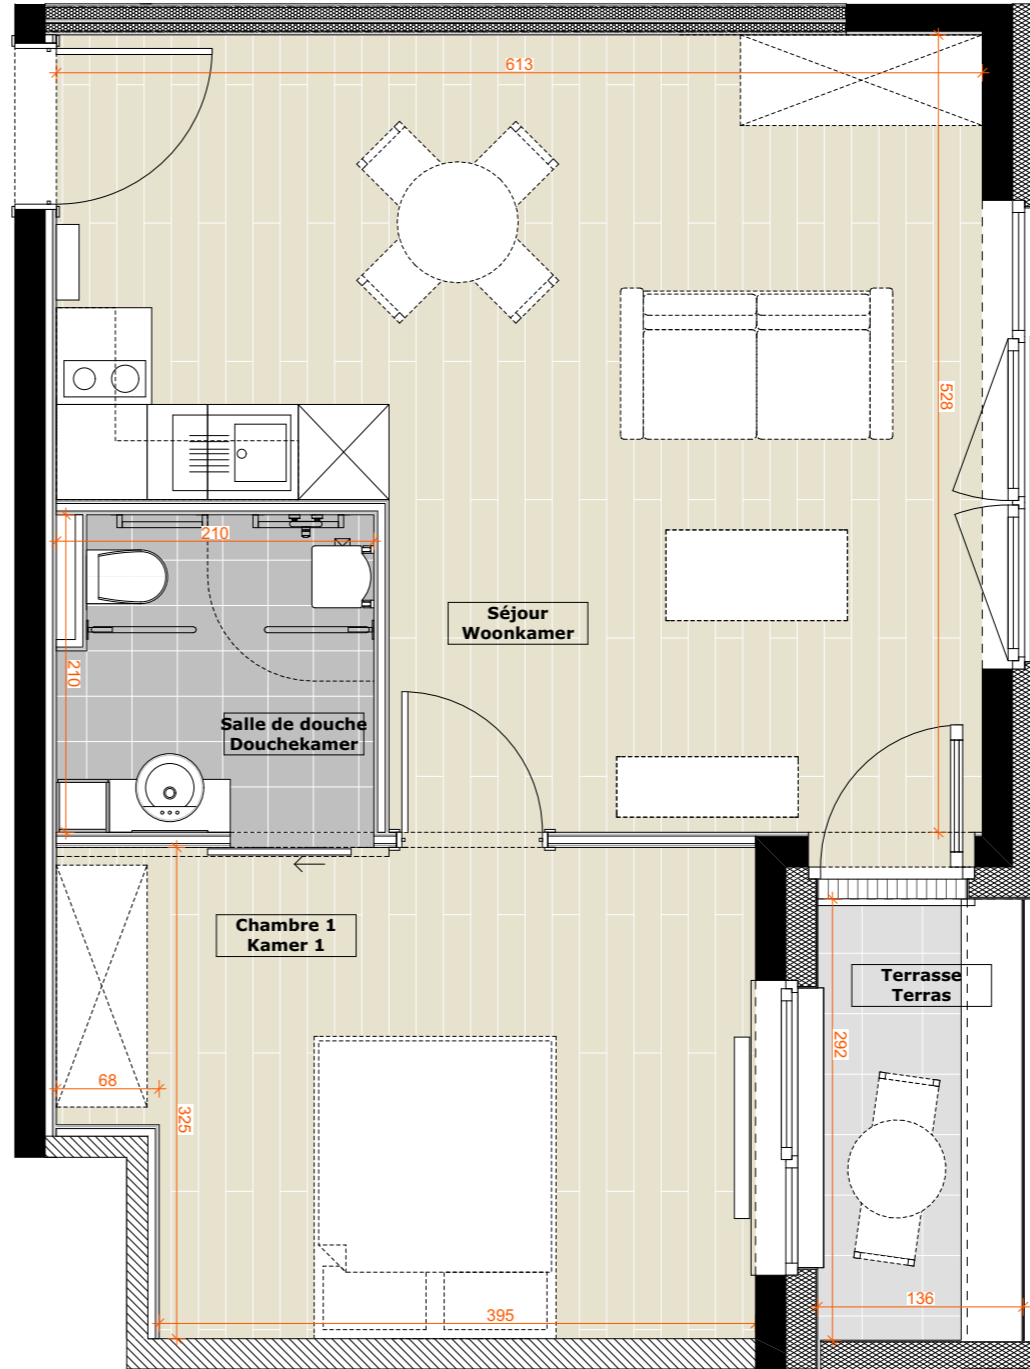 613
528
210
210
Séjour
Woonkamer
Salle de douche
Douchekamer
Chambre 1
Kamer 1
Terrasse
Terras
292
68
325
395
136